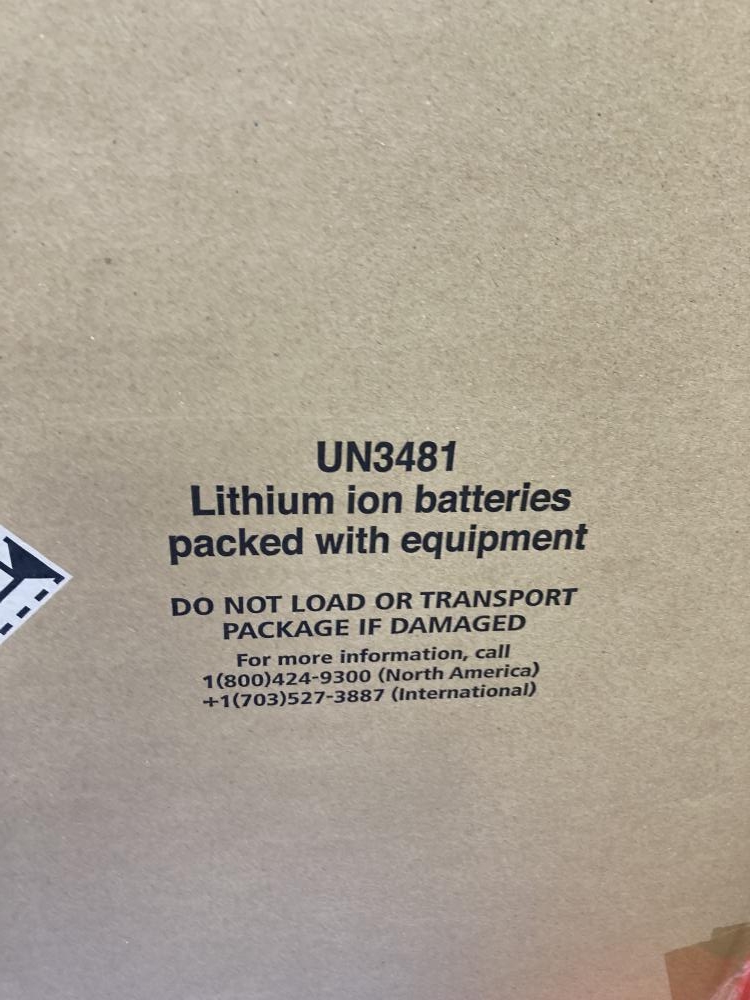 UN3481
Lithium ion batteries
packed with equipment
DO NOT LOAD OR TRANSPORT
PACKAGE IF DAMAGED
For more information, call
1(800)424-9300 (North America)
+1(703)527-3887 (International)